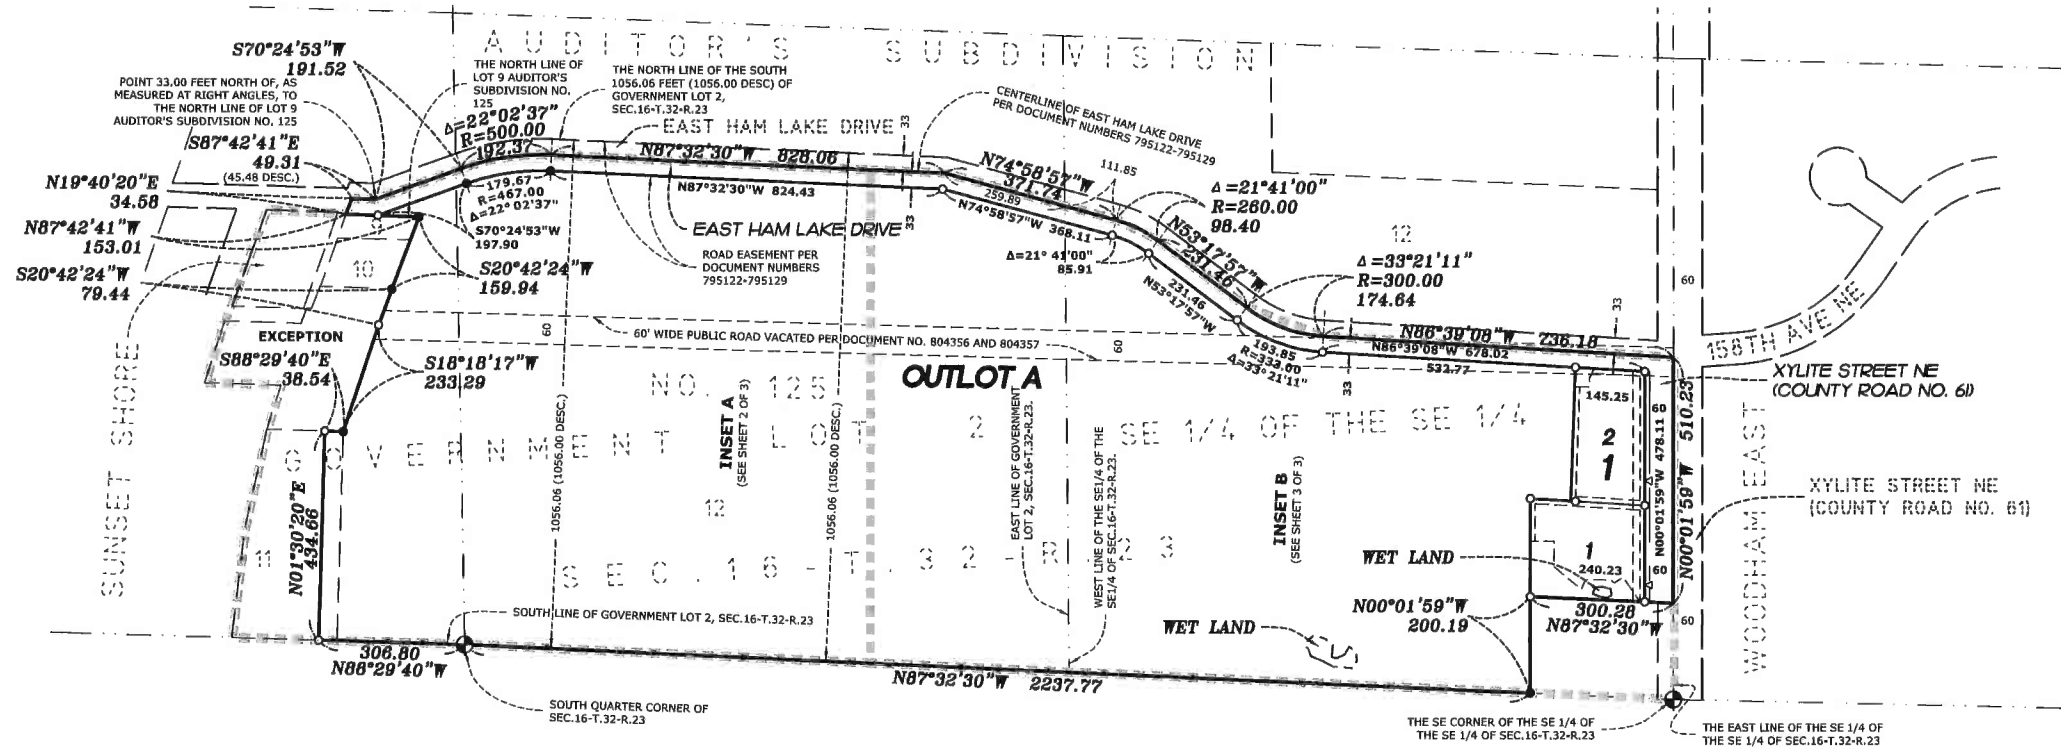 AUDITOR'S SUBDIVISION
S70°24'53"W
191.52
POINT 33.00 FEET NORTH OF, AS
MEASURED AT RIGHT ANGLES, TO
THE NORTH LINE OF LOT 9
AUDITOR'S SUBDIVISION NO. 125
S87°42'41"E
49.31
(45.48 DESC.)
N19°40'20"E
34.58
N87°42'41"W
153.01
S20°42'24"W
79.44
THE NORTH LINE OF
LOT 9 AUDITOR'S
SUBDIVISION NO.
125
Δ=22°02'37"
R=500.00
192.37
THE NORTH LINE OF THE SOUTH
1056.06 FEET (1056.00 DESC) OF
GOVERNMENT LOT 2,
SEC.16-T.32-R.23
EAST HAM LAKE DRIVE
33
N87°32'30"W 828.06
CENTERLINE OF EAST HAM LAKE DRIVE
PER DOCUMENT NUMBERS 795122-795129
N74°58'57"W
371.74
111.85
259.89
179.67
R=467.00
Δ=22° 02'37"
N87°32'30"W 824.43
N74°58'57"W 368.11
33
S70°24'53"W
197.90
EAST HAM LAKE DRIVE
ROAD EASEMENT PER
DOCUMENT NUMBERS
795122-795129
Δ=21°41'00"
R=260.00
98.40
N53°17'57"W
231.46
Δ=21° 41'00"
85.91
231.46
N53°17'57"W
12
Δ=33°21'11"
R=300.00
174.64
9
10
S20°42'24"W
159.94
EXCEPTION
S88°29'40"E
38.54
S18°18'17"W
233.29
60
60' WIDE PUBLIC ROAD VACATED PER DOCUMENT NO. 804356 AND 804357
60
193.85
R=333.00
Δ=33°21'11"
33
33
N86°39'08"W 736.18
N86°39'08"W 678.02
532.77
60
158TH AVE NE
XYLITE STREET NE
(COUNTY ROAD NO. 61)
145.25
2
1
60
N00°01'59"W 478.11
N00°01'59"W 510.23
60
NO. 125
OUTLOT A
GOVERNMENT LOT 2
SE 1/4 OF THE SE 1/4
INSET A
(SEE SHEET 2 OF 3)
1056.06 (1056.00 DESC.)
1056.06 (1056.00 DESC.)
EAST LINE OF GOVERNMENT
LOT 2, SEC.16-T.32-R.23.
WEST LINE OF THE SE1/4 OF THE
SE1/4 OF SEC.16-T.32-R.23.
INSET B
(SEE SHEET 3 OF 3)
SUNSET SHORE
N01°30'20"E
434.66
11
12
SEC.16-T.32-R.23
WET LAND
1
240.23
XYLITE STREET NE
(COUNTY ROAD NO. 61)
WOODHAM EAST
N00°01'59"W
200.19
300.28
N87°32'30"W
60
SOUTH LINE OF GOVERNMENT LOT 2, SEC.16-T.32-R.23
WET LAND
306.80
N88°29'40"W
N87°32'30"W 2237.77
SOUTH QUARTER CORNER OF
SEC.16-T.32-R.23
THE SE CORNER OF THE SE 1/4 OF
THE SE 1/4 OF SEC.16-T.32-R.23
THE EAST LINE OF THE SE 1/4 OF
THE SE 1/4 OF SEC.16-T.32-R.23